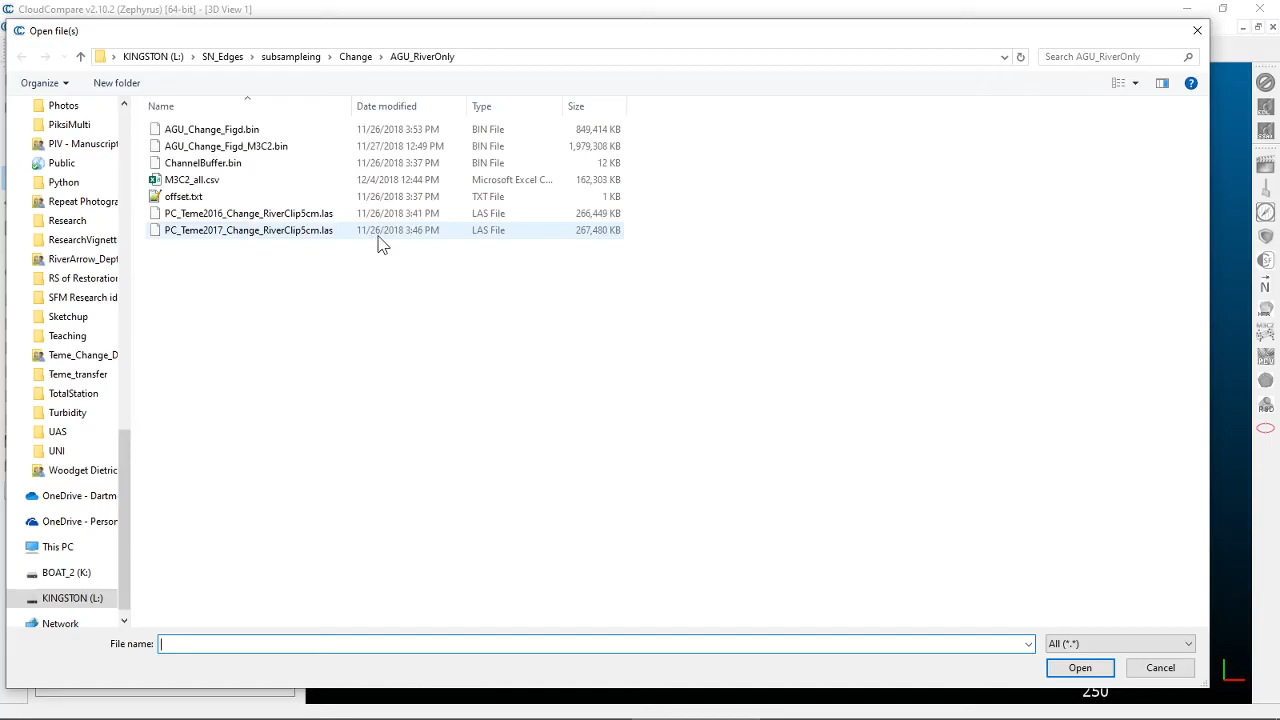 CloudCompare v2.10.2 (Zephyrus) [64-bit] - [3D View 1]
Open file(s)
KINGSTON (L:) > SN_Edges > subsampleing > Change > AGU_RiverOnly
Search AGU_RiverOnly
Organize
New folder
Name
Date modified
Type
Size
AGU_Change_Figd.bin 11/26/2018 3:53 PM BIN File 849,414 KB
AGU_Change_Figd_M3C2.bin 11/27/2018 12:49 PM BIN File 1,979,308 KB
ChannelBuffer.bin 11/26/2018 3:37 PM BIN File 12 KB
M3C2_all.csv 12/4/2018 12:44 PM Microsoft Excel C... 162,303 KB
offset.txt 11/26/2018 3:37 PM TXT File 1 KB
PC_Teme2016_Change_RiverClip5cm.las 11/26/2018 3:41 PM LAS File 266,449 KB
PC_Teme2017_Change_RiverClip5cm.las 11/26/2018 3:46 PM LAS File 267,480 KB
Photos
PiksiMulti
PIV - Manuscript
Public
Python
Repeat Photogra
Research
ResearchVignett
RiverArrow_Dept
RS of Restoration
SFM Research id
Sketchup
Teaching
Teme_Change_D
Teme_transfer
TotalStation
Turbidity
UAS
UNI
Woodget Dietric
OneDrive - Dartm
OneDrive - Person
This PC
BOAT_2 (K:)
KINGSTON (L:)
Network
File name:
All (*.*)
Open
Cancel
250
SF
N
M3C2
PCV